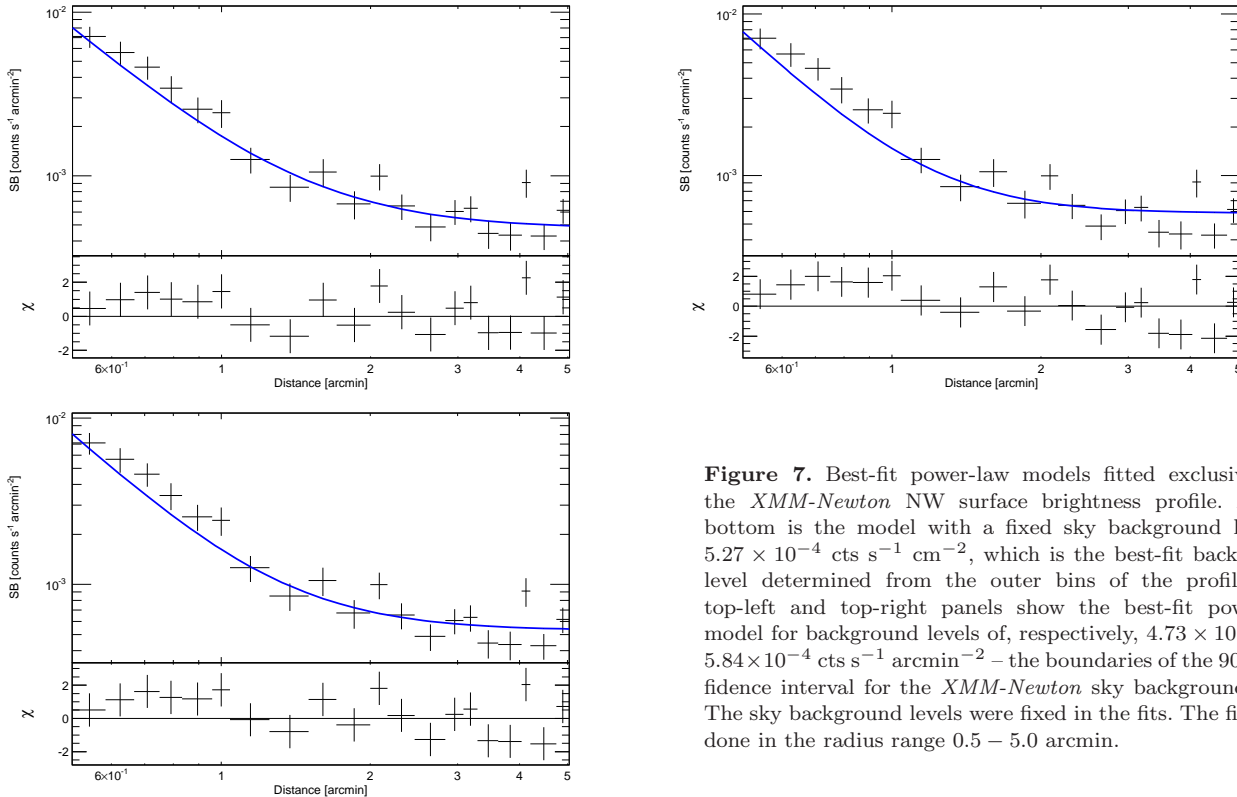 10⁻²
SB [counts s⁻¹ arcmin⁻²]
10⁻³
χ
2
0
-2
6×10⁻¹ 1 2 3 4 5
Distance [arcmin]
10⁻²
SB [counts s⁻¹ arcmin⁻²]
10⁻³
χ
2
0
-2
6×10⁻¹ 1 2 3 4 5
Distance [arcmin]
10⁻²
SB [counts s⁻¹ arcmin⁻²]
10⁻³
χ
2
0
-2
6×10⁻¹ 1 2 3 4 5
Distance [arcmin]
Figure 7. Best-fit power-law models fitted exclusiv
the XMM-Newton NW surface brightness profile.
bottom is the model with a fixed sky background l
5.27 × 10⁻⁴ cts s⁻¹ cm⁻², which is the best-fit back
level determined from the outer bins of the profil
top-left and top-right panels show the best-fit pow
model for background levels of, respectively, 4.73 × 10
5.84×10⁻⁴ cts s⁻¹ arcmin⁻² – the boundaries of the 90
fidence interval for the XMM-Newton sky background
The sky background levels were fixed in the fits. The fi
done in the radius range 0.5 – 5.0 arcmin.